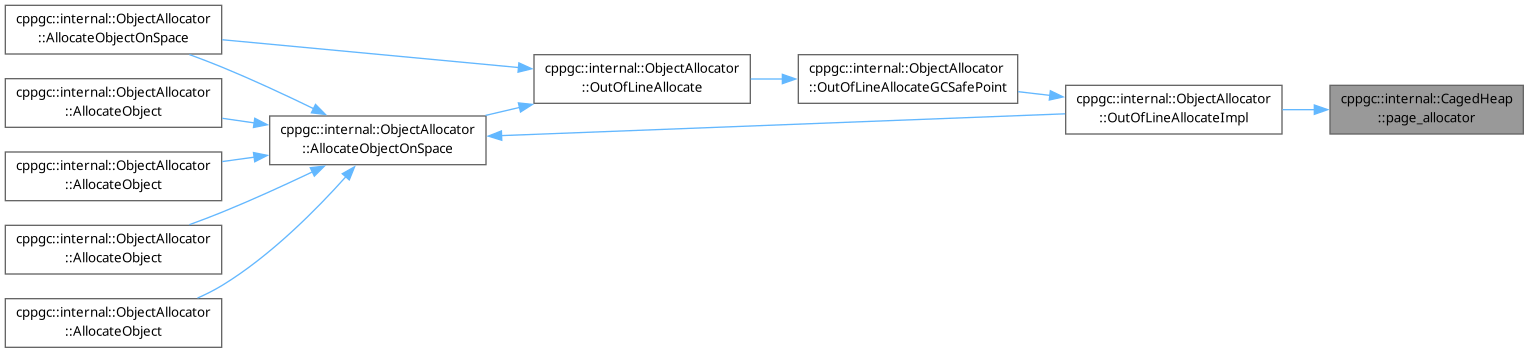 cppgc::internal::ObjectAllocator
::AllocateObjectOnSpace
cppgc::internal::ObjectAllocator
::AllocateObject
cppgc::internal::ObjectAllocator
::AllocateObject
cppgc::internal::ObjectAllocator
::AllocateObject
cppgc::internal::ObjectAllocator
::AllocateObject
cppgc::internal::ObjectAllocator
::AllocateObjectOnSpace
cppgc::internal::ObjectAllocator
::OutOfLineAllocate
cppgc::internal::ObjectAllocator
::OutOfLineAllocateGCSafePoint
cppgc::internal::ObjectAllocator
::OutOfLineAllocateImpl
cppgc::internal::CagedHeap
::page_allocator